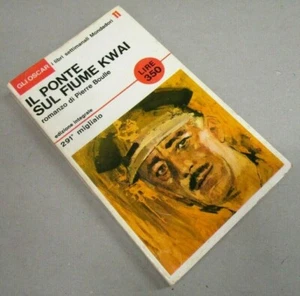 GLI OSCAR i libri settimanali Mondadori 11
IL PONTE
SUL FIUME KWAI
romanzo di Pierre Boulle
edizione integrale
291° migliaio
LIRE
350